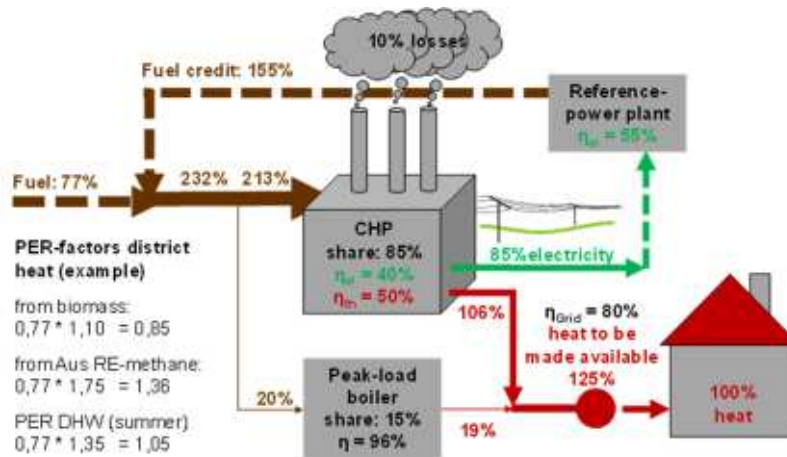 10% losses
Fuel credit: 155%
Reference-
power plant
ηel = 55%
Fuel: 77%
232% 213%
CHP
share: 85%
ηel = 40%
ηth = 50%
85%electricity
PER-factors district
heat (example)
from biomass:
0,77 * 1,10 = 0,85
from Aus RE-methane:
0,77 * 1,75 = 1,36
PER DHW (summer)
0,77 * 1,35 = 1,05
106%
ηGrid = 80%
heat to be
made available
125%
20%
Peak-load
boiler
share: 15%
η = 96%
19%
100%
heat